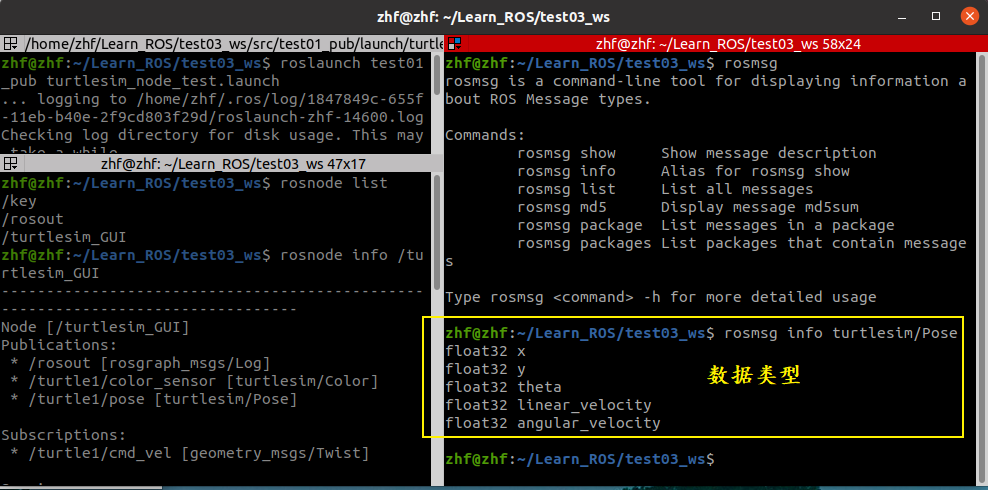 zhf@zhf: ~/Learn_ROS/test03_ws
/home/zhf/Learn_ROS/test03_ws/src/test01_pub/launch/turtle
zhf@zhf:~/Learn_ROS/test03_ws$ roslaunch test01
_pub turtlesim_node_test.launch
... logging to /home/zhf/.ros/log/1847849c-655f
-11eb-b40e-2f9cd803f29d/roslaunch-zhf-14600.log
Checking log directory for disk usage. This may
take a while
zhf@zhf: ~/Learn_ROS/test03_ws 47x17
zhf@zhf:~/Learn_ROS/test03_ws$ rosnode list
/key
/rosout
/turtlesim_GUI
zhf@zhf:~/Learn_ROS/test03_ws$ rosnode info /tu
rtlesim_GUI
-----------------------------------------------
---------------------------------
Node [/turtlesim_GUI]
Publications:
* /rosout [rosgraph_msgs/Log]
* /turtle1/color_sensor [turtlesim/Color]
* /turtle1/pose [turtlesim/Pose]
Subscriptions:
* /turtle1/cmd_vel [geometry_msgs/Twist]
zhf@zhf: ~/Learn_ROS/test03_ws 58x24
zhf@zhf:~/Learn_ROS/test03_ws$ rosmsg
rosmsg is a command-line tool for displaying information a
bout ROS Message types.
Commands:
rosmsg show Show message description
rosmsg info Alias for rosmsg show
rosmsg list List all messages
rosmsg md5 Display message md5sum
rosmsg package List messages in a package
rosmsg packages List packages that contain message
s
Type rosmsg <command> -h for more detailed usage
zhf@zhf:~/Learn_ROS/test03_ws$ rosmsg info turtlesim/Pose
float32 x
float32 y
float32 theta
float32 linear_velocity
float32 angular_velocity
数据类型
zhf@zhf:~/Learn_ROS/test03_ws$